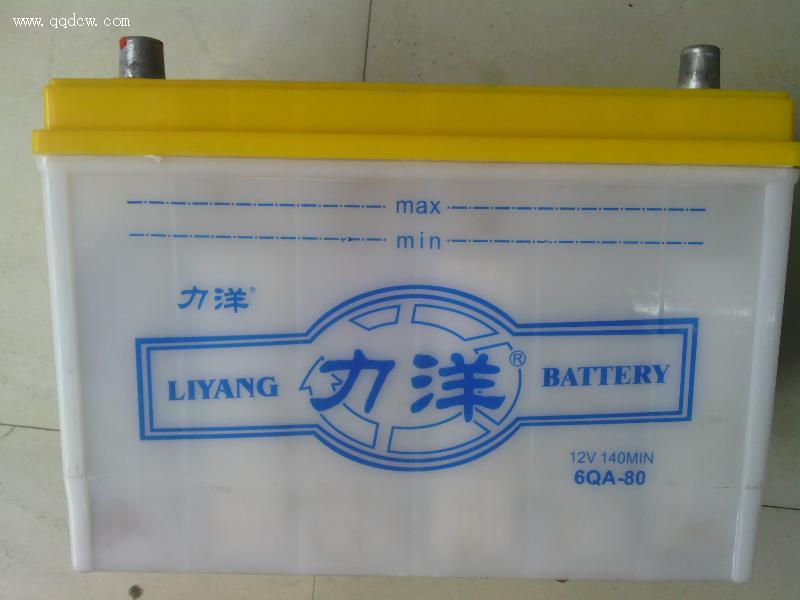 www.qqdcw.com
max
min
力洋®
LIYANG 力洋® BATTERY
12V 140MIN
6QA-80